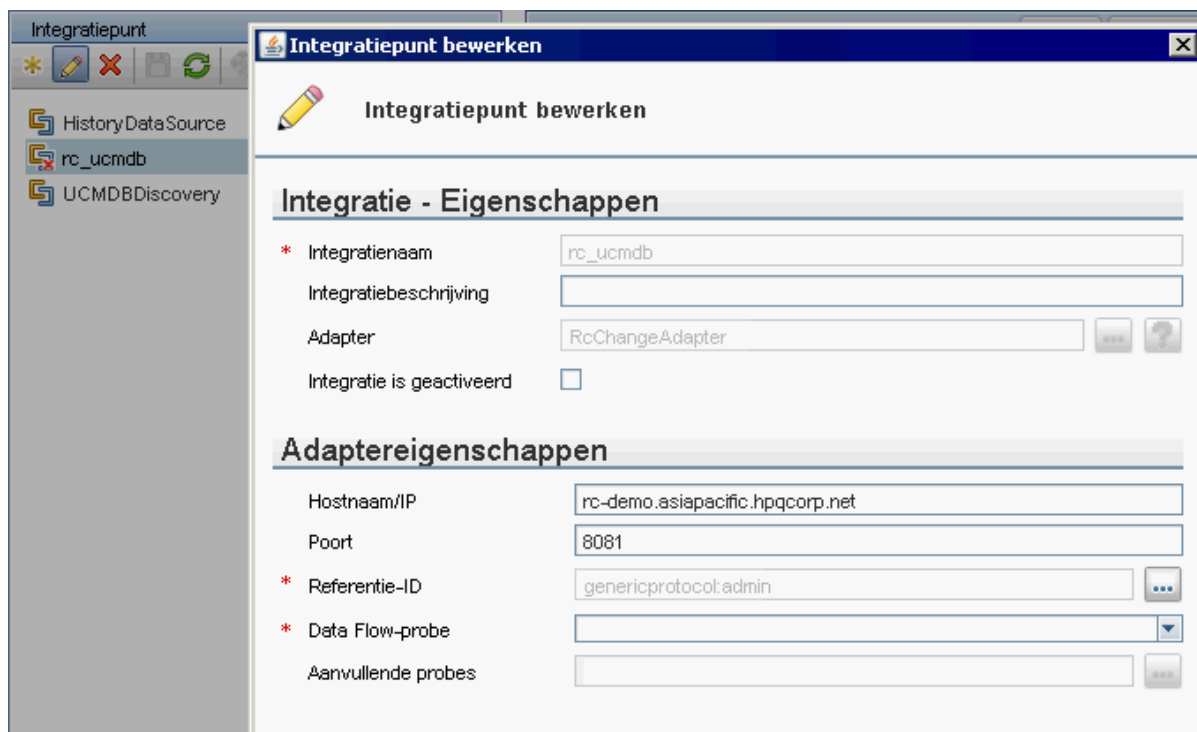 Integratiepunt
Integratiepunt bewerken
Integratiepunt bewerken
HistoryDataSource
rc_ucmdb
UCMDBDiscovery
Integratie - Eigenschappen
* Integratienaam rc_ucmdb
Integratiebeschrijving
Adapter RcChangeAdapter ... ?
Integratie is geactiveerd
Adaptereigenschappen
Hostnaam/IP rc-demo.asiapacific.hpqcorp.net
Poort 8081
* Referentie-ID genericprotocol:admin ...
* Data Flow-probe
Aanvullende probes ...